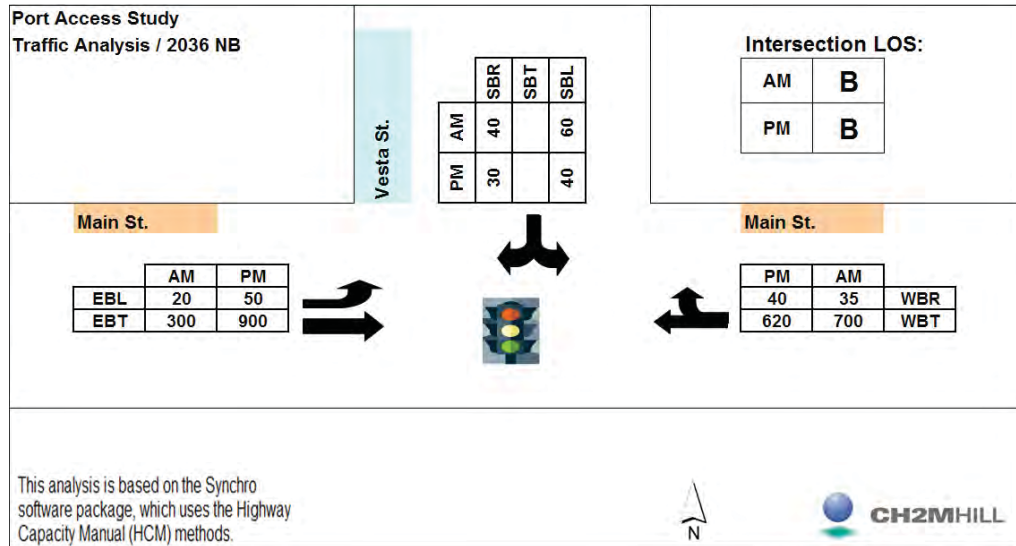 Port Access Study
Traffic Analysis / 2036 NB
Vesta St.
SBR SBT SBL
AM 40 60
PM 30 40
Intersection LOS:
AM B
PM B
Main St.
AM PM
EBL 20 50
EBT 300 900
Main St.
PM AM
40 35 WBR
620 700 WBT
This analysis is based on the Synchro
software package, which uses the Highway
Capacity Manual (HCM) methods.
N
CH2MHILL